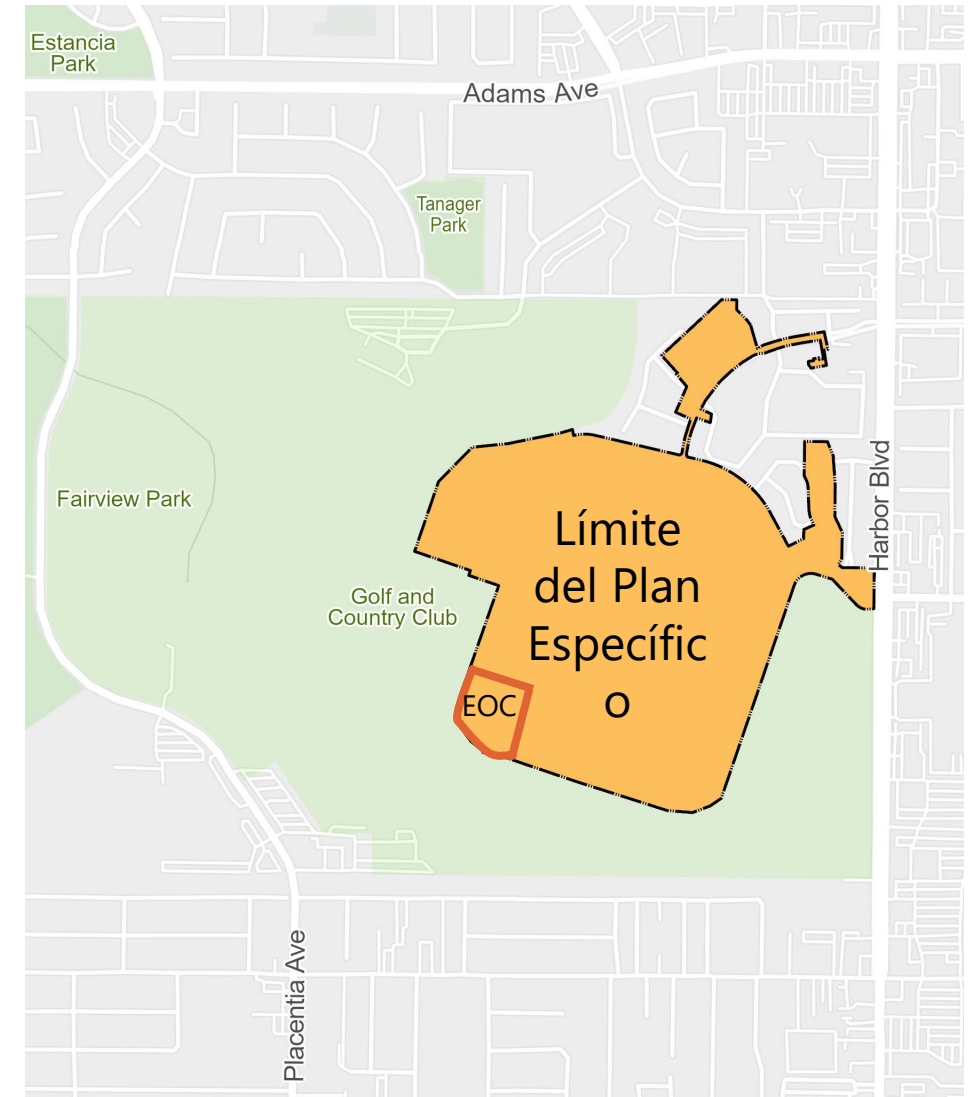 Estancia
Park
Adams Ave
Tanager
Park
Fairview Park
Golf and
Country Club
Harbor Blvd
Límite
del Plan
Específic
o
EOC
Placentia Ave